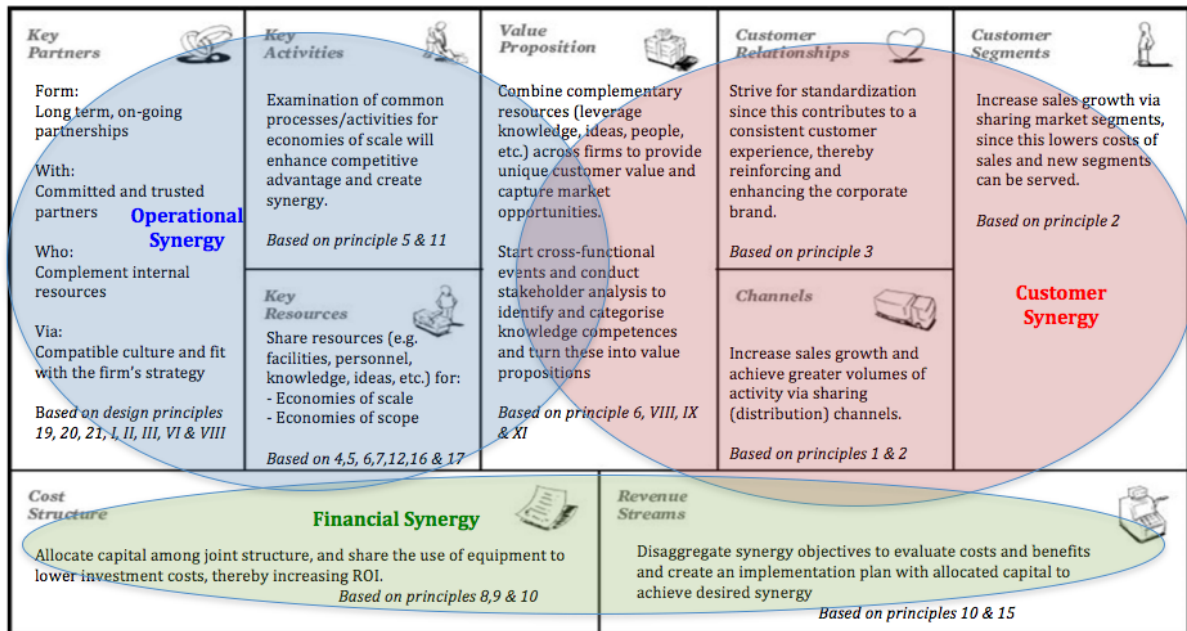 Key
Partners
Form:
Long term, on-going
partnerships
With:
Committed and trusted
partners
Who:
Complement internal
resources
Via:
Compatible culture and fit
with the firm's strategy
Based on design principles
19, 20, 21, I, II, III, VI & VIII
Operational
Synergy
Key
Activities
Examination of common
processes/activities for
economies of scale will
enhance competitive
advantage and create
synergy.
Based on principle 5 & 11
Key
Resources
Share resources (e.g.
facilities, personnel,
knowledge, ideas, etc.) for:
- Economies of scale
- Economies of scope
Based on 4,5, 6,7,12,16 & 17
Value
Proposition
Combine complementary
resources (leverage
knowledge, ideas, people,
etc.) across firms to provide
unique customer value and
capture market
opportunities.
Start cross-functional
events and conduct
stakeholder analysis to
identify and categorise
knowledge competences
and turn these into value
propositions
Based on principle 6, VIII, IX
& XI
Customer
Relationships
Strive for standardization
since this contributes to a
consistent customer
experience, thereby
reinforcing and
enhancing the corporate
brand.
Based on principle 3
Channels
Increase sales growth and
achieve greater volumes of
activity via sharing
(distribution) channels.
Based on principles 1 & 2
Customer
Segments
Increase sales growth via
sharing market segments,
since this lowers costs of
sales and new segments
can be served.
Based on principle 2
Customer
Synergy
Cost
Structure
Financial Synergy
Allocate capital among joint structure, and share the use of equipment to
lower investment costs, thereby increasing ROI.
Based on principles 8,9 & 10
Revenue
Streams
Disaggregate synergy objectives to evaluate costs and benefits
and create an implementation plan with allocated capital to
achieve desired synergy
Based on principles 10 & 15